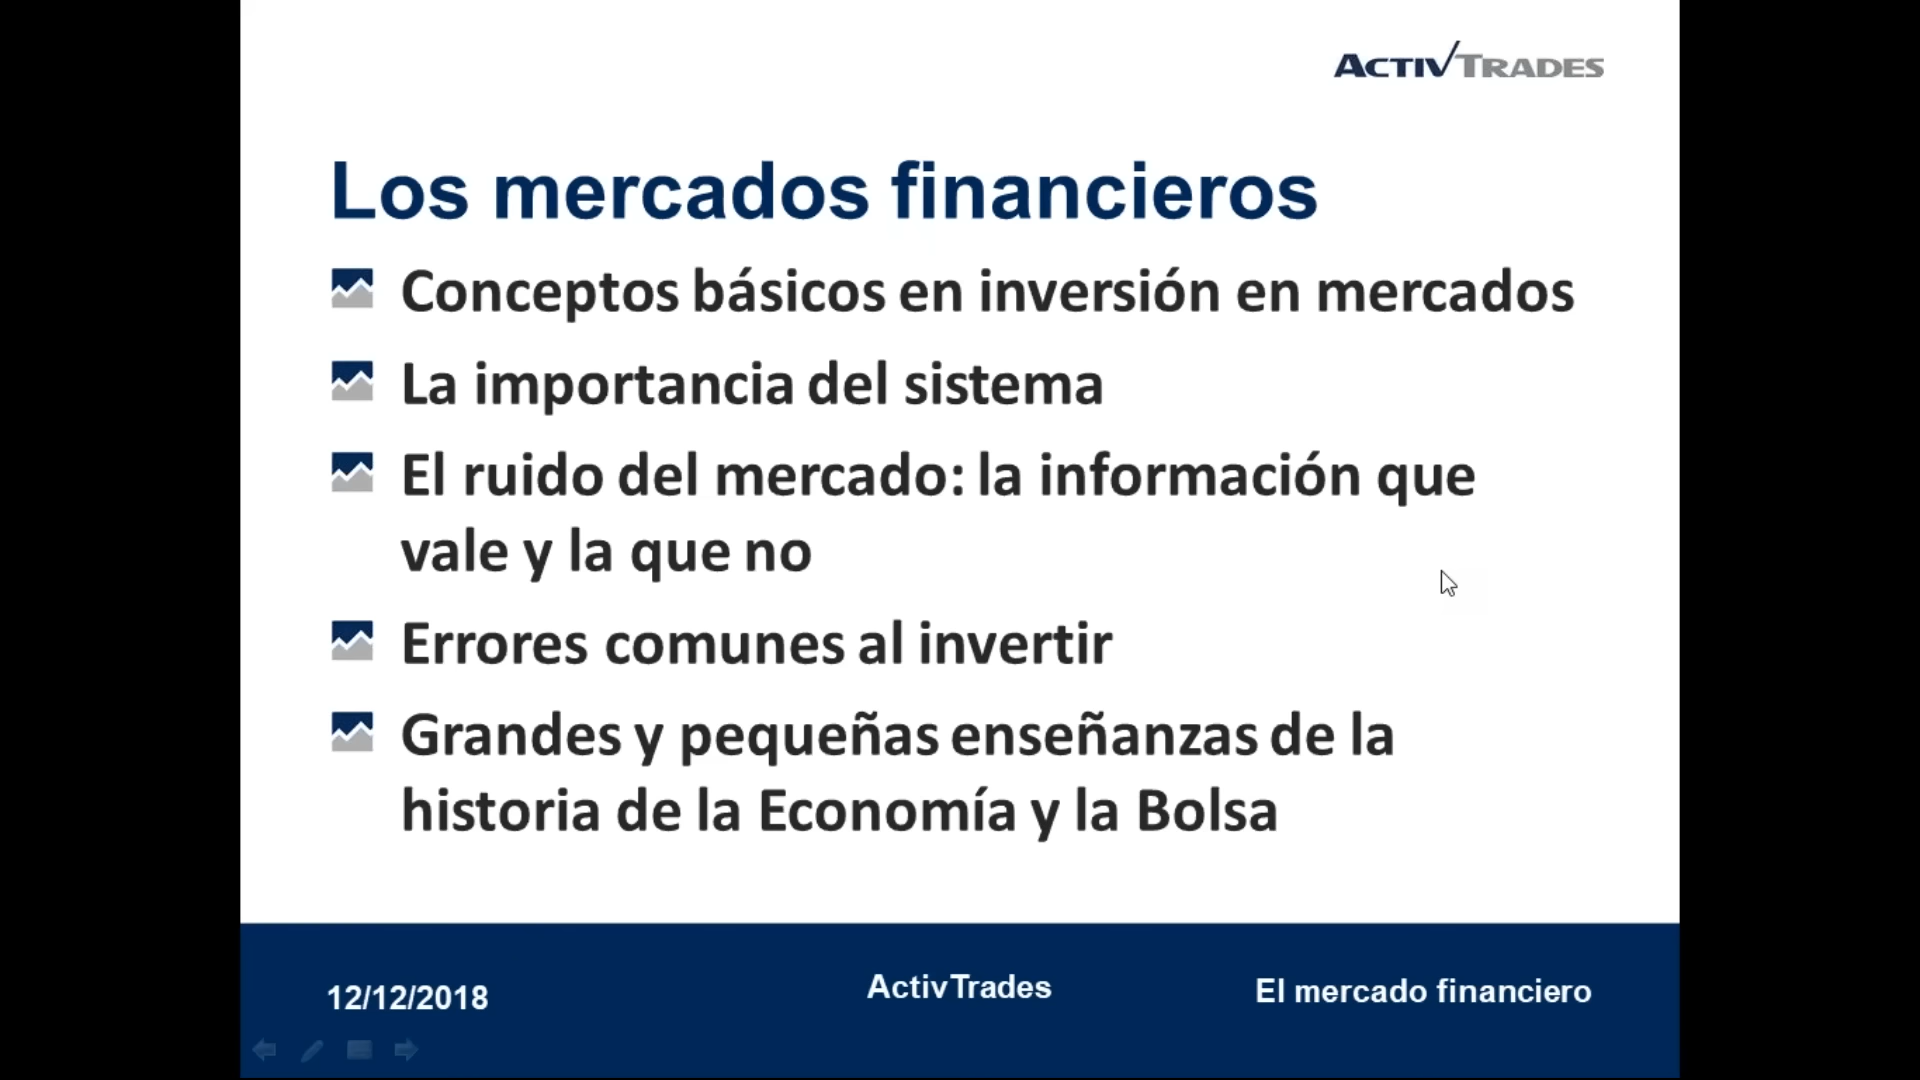 ACTIVTRADES
Los mercados financieros
Conceptos básicos en inversión en mercados
La importancia del sistema
El ruido del mercado: la información que
vale y la que no
Errores comunes al invertir
Grandes y pequeñas enseñanzas de la
historia de la Economía y la Bolsa
12/12/2018
ActivTrades
El mercado financiero